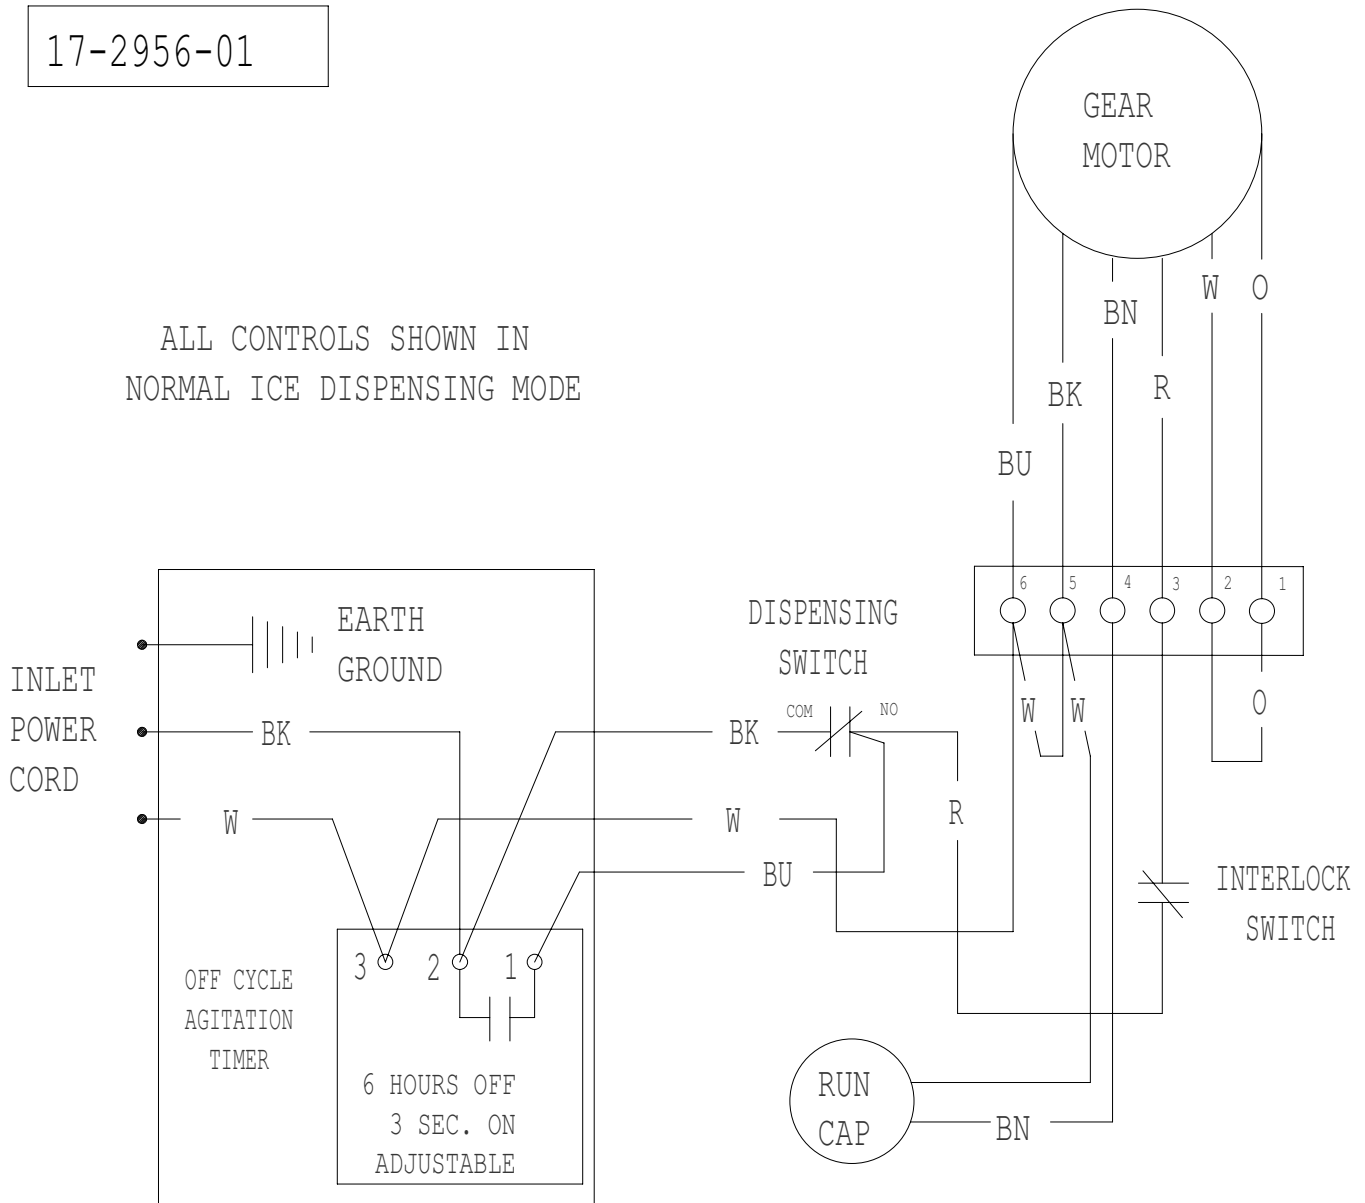 17-2956-01
GEAR
MOTOR
W O
BN
ALL CONTROLS SHOWN IN
NORMAL ICE DISPENSING MODE
BK R
BU
6 5 4 3 2 1
EARTH
GROUND
DISPENSING
SWITCH
INLET
POWER
CORD
COM NO
W W O
BK BK
W W R
BU
INTERLOCK
SWITCH
3 2 1
OFF CYCLE
AGITATION
TIMER
6 HOURS OFF
3 SEC. ON
ADJUSTABLE
RUN
CAP
BN